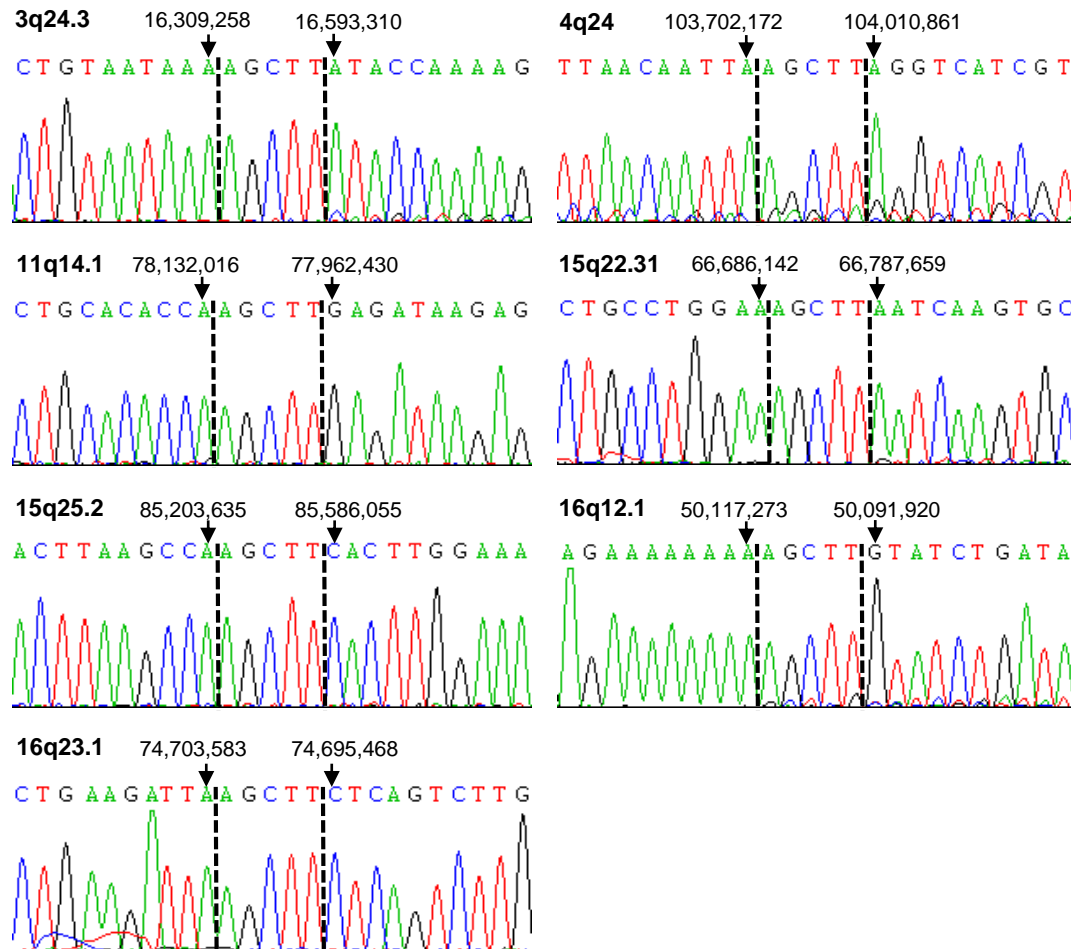 3q24.3 16,309,258 16,593,310
C T G T A A T A A A A G C T T A T A C C A A A A G
4q24 103,702,172 104,010,861
T T A A C A A T T A A G C T T A G G T C A T C G T
11q14.1 78,132,016 77,962,430
C T G C A C A C C A A G C T T G A G A T A A G A G
15q22.31 66,686,142 66,787,659
C T G C C T G G A A A G C T T A A T C A A G T G C
15q25.2 85,203,635 85,586,055
A C T T A A G C C A A G C T T C A C T T G G A A A
16q12.1 50,117,273 50,091,920
A G A A A A A A A A A G C T T G T A T C T G A T A
16q23.1 74,703,583 74,695,468
C T G A A G A T T A A G C T T C T C A G T C T T G